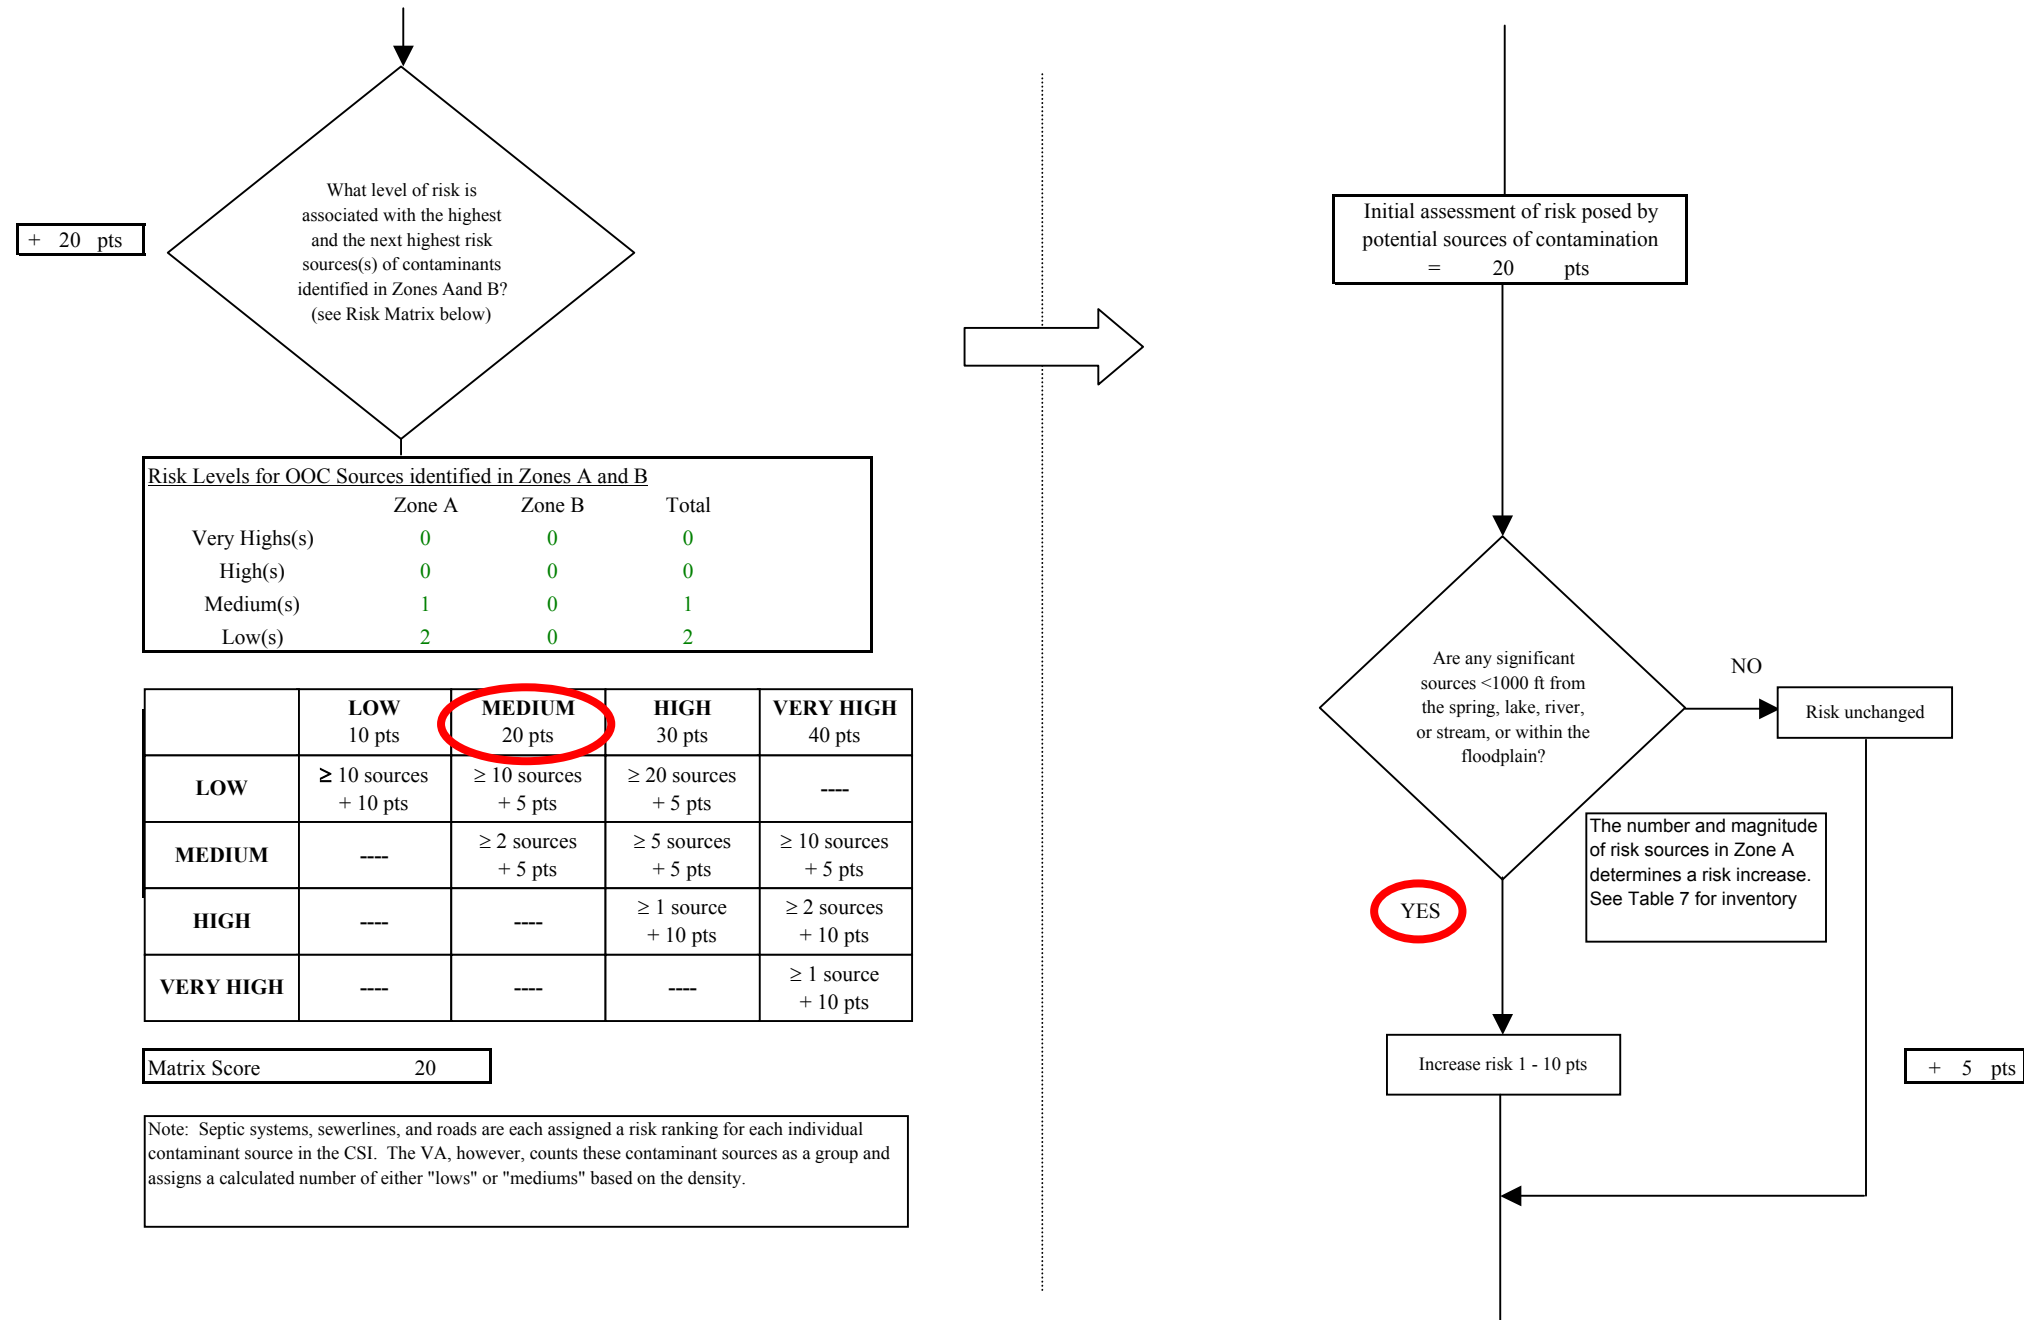 What level of risk is
associated with the highest
and the next highest risk
sources(s) of contaminants
identified in Zones Aand B?
(see Risk Matrix below)
+ 20 pts
Risk Levels for OOC Sources identified in Zones A and B
Zone A Zone B Total
Very Highs(s) 0 0 0
High(s) 0 0 0
Medium(s) 1 0 1
Low(s) 2 0 2
LOW MEDIUM HIGH VERY HIGH
10 pts 20 pts 30 pts 40 pts
LOW ≥ 10 sources ≥ 10 sources ≥ 20 sources ----
+ 10 pts + 5 pts + 5 pts
MEDIUM ---- ≥ 2 sources ≥ 5 sources ≥ 10 sources
+ 5 pts + 5 pts + 5 pts
HIGH ---- ---- ≥ 1 source ≥ 2 sources
+ 10 pts + 10 pts
VERY HIGH ---- ---- ---- ≥ 1 source
+ 10 pts
Matrix Score 20
Note: Septic systems, sewerlines, and roads are each assigned a risk ranking for each individual
contaminant source in the CSI. The VA, however, counts these contaminant sources as a group and
assigns a calculated number of either "lows" or "mediums" based on the density.
Initial assessment of risk posed by
potential sources of contamination
= 20 pts
Are any significant
sources <1000 ft from
the spring, lake, river,
or stream, or within the
floodplain?
NO
Risk unchanged
The number and magnitude
of risk sources in Zone A
determines a risk increase.
See Table 7 for inventory
YES
Increase risk 1 - 10 pts
+ 5 pts